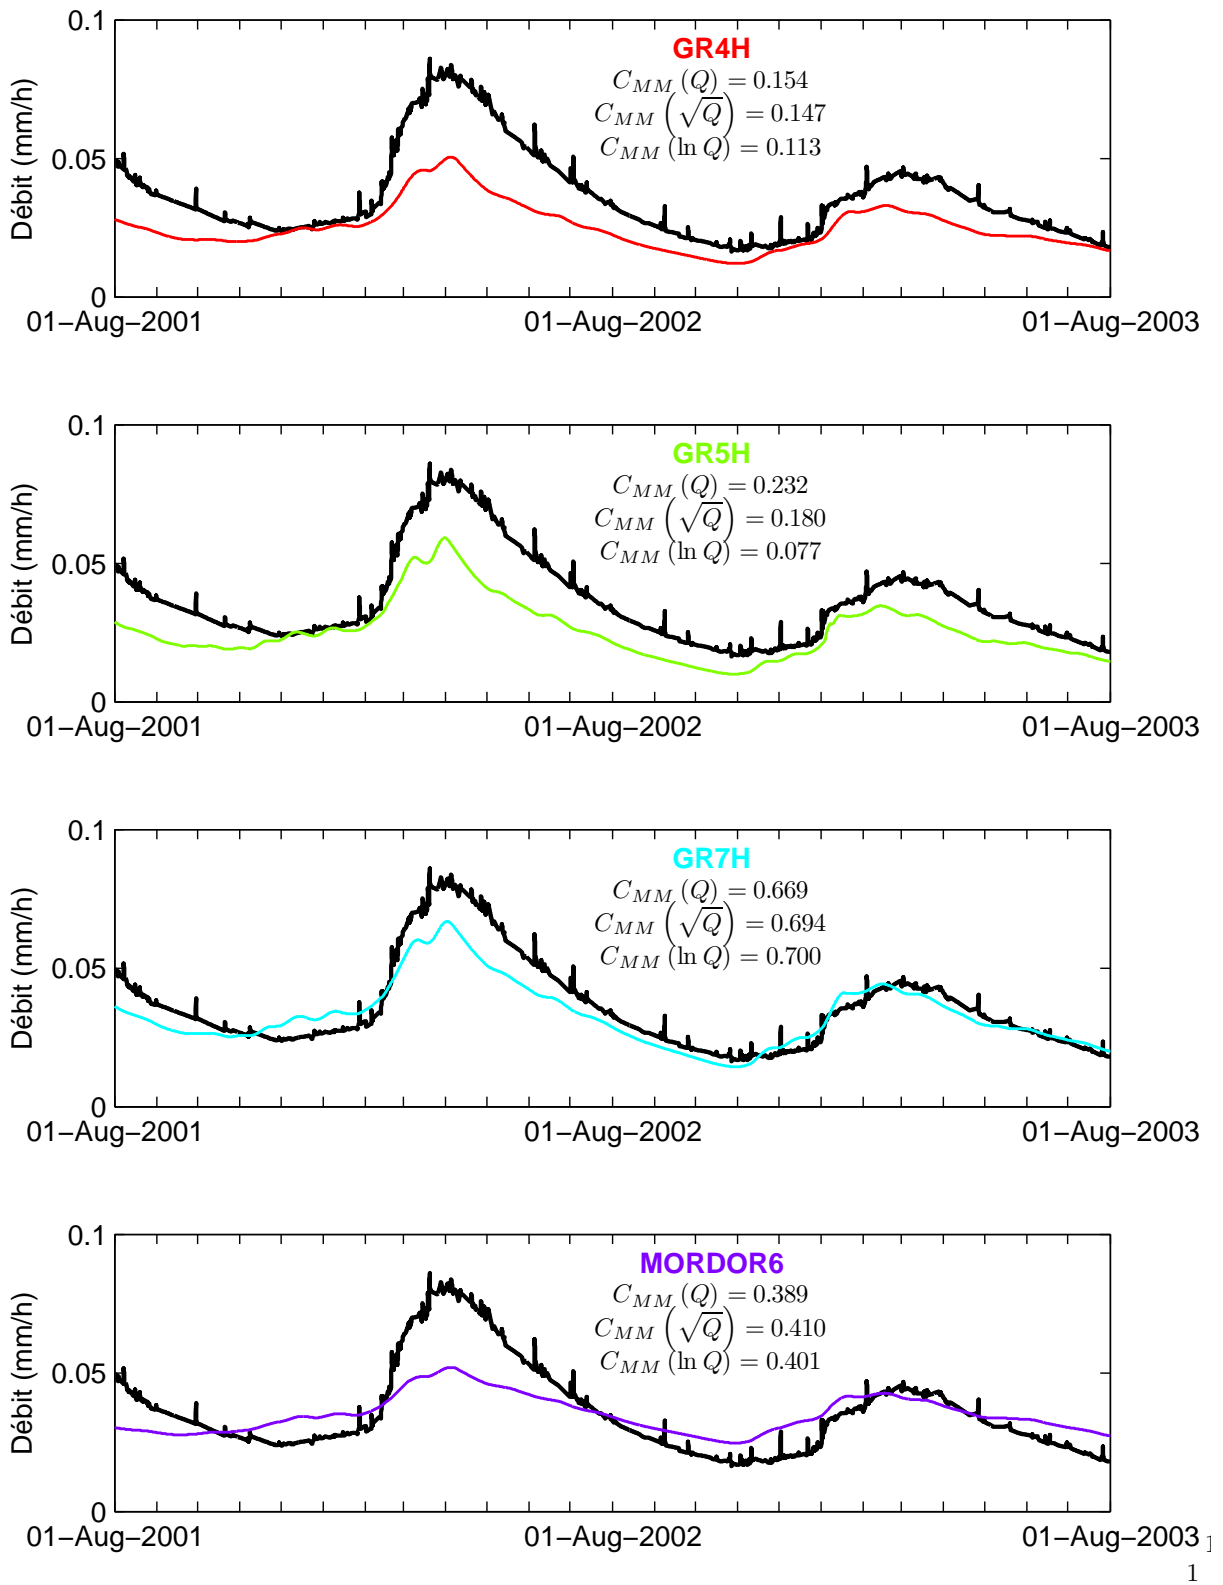 0.1
GR4H
C_MM (Q) = 0.154
C_MM (√Q) = 0.147
C_MM (ln Q) = 0.113
0.05
Débit (mm/h)
0
01−Aug−2001 01−Aug−2002 01−Aug−2003
0.1
GR5H
C_MM (Q) = 0.232
C_MM (√Q) = 0.180
C_MM (ln Q) = 0.077
0.05
Débit (mm/h)
0
01−Aug−2001 01−Aug−2002 01−Aug−2003
0.1
GR7H
C_MM (Q) = 0.669
C_MM (√Q) = 0.694
C_MM (ln Q) = 0.700
0.05
Débit (mm/h)
0
01−Aug−2001 01−Aug−2002 01−Aug−2003
0.1
MORDOR6
C_MM (Q) = 0.389
C_MM (√Q) = 0.410
C_MM (ln Q) = 0.401
0.05
Débit (mm/h)
0
01−Aug−2001 01−Aug−2002 01−Aug−2003
1
1